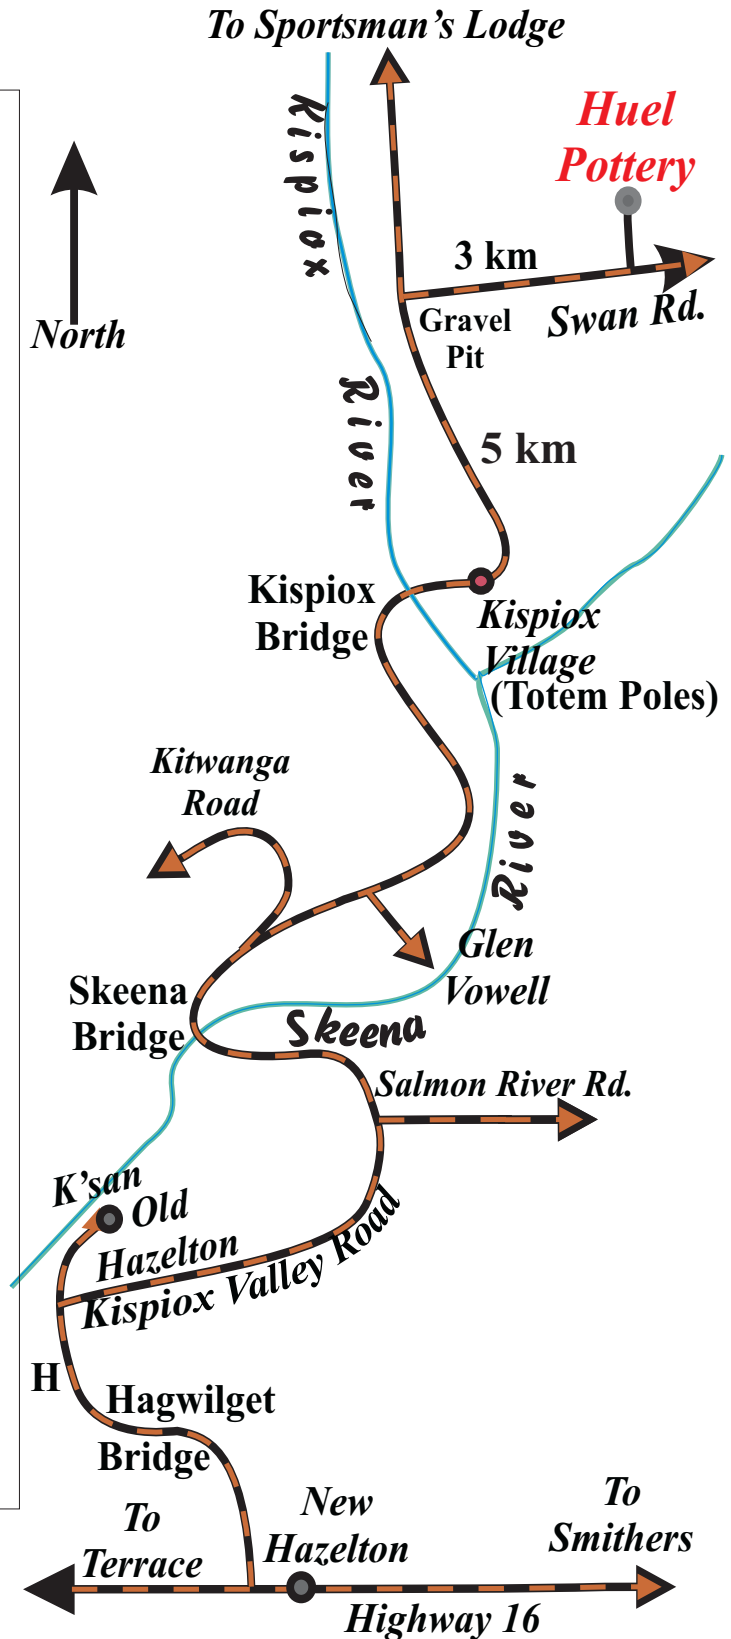 To Sportsman's Lodge
Kispiox
Huel
Pottery
3 km
North
Gravel
Pit
Swan Rd.
River
5 km
Kispiox
Bridge
Kispiox
Village
(Totem Poles)
Kitwanga
Road
River
Glen
Vowell
Skeena
Bridge
Skeena
Salmon River Rd.
K'san
Old
Hazelton
Kispiox Valley Road
H
Hagwilget
Bridge
To
Terrace
New
Hazelton
To
Smithers
Highway 16